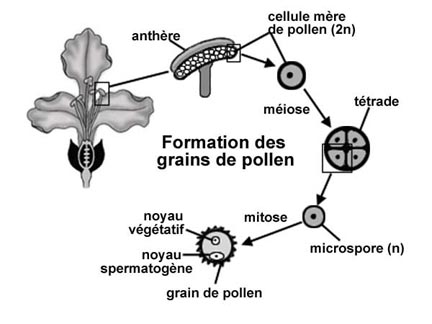 cellule mère
de pollen (2n)
anthère
méiose
tétrade
Formation des
grains de pollen
noyau
végétatif
mitose
noyau
spermatogène
microspore (n)
grain de pollen